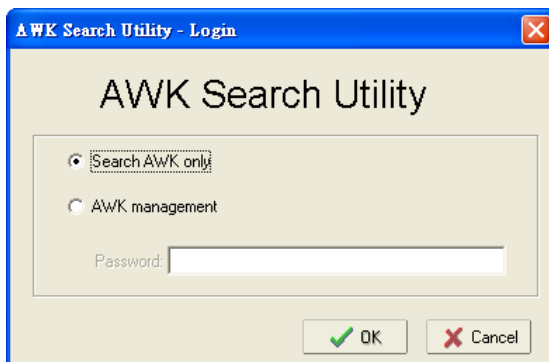 AWK Search Utility - Login
AWK Search Utility
Search AWK only
AWK management
Password:
OK
Cancel